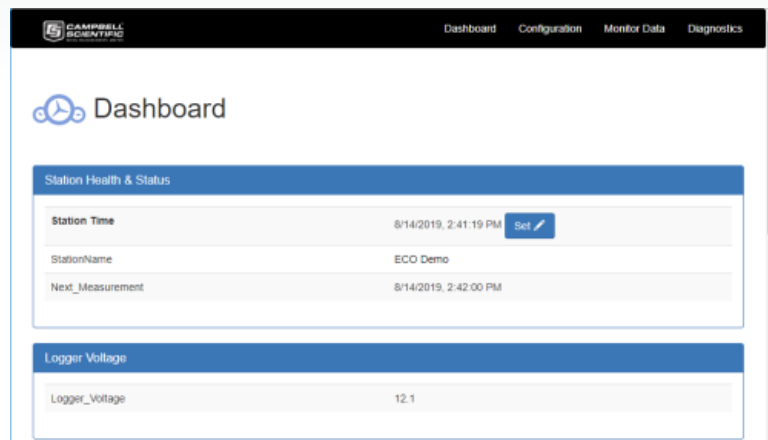 CAMPBELL
SCIENTIFIC
Dashboard Configuration Monitor Data Diagnostics
Dashboard
Station Health & Status
Station Time 8/14/2019, 2:41:19 PM Set
StationName ECO Demo
Next_Measurement 8/14/2019, 2:42:00 PM
Logger Voltage
Logger_Voltage 12.1